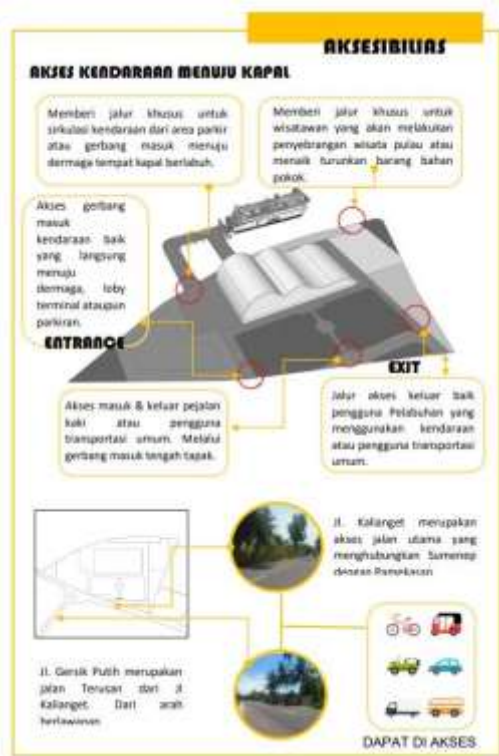 AKSESIBILIAS
AKSES KENDARAAN MENUJU KAPAL
Memberi jalur khusus untuk
sirkulasi kendaraan dari area parkir
atau gerbang masuk menuju
dermaga tempat kapal berlabuh.
Memberi jalur khusus untuk
wisatawan yang akan melakukan
penyebrangan wisata pulau atau
menaik turunkan barang bahan
pokok.
Akses gerbang
masuk
kendaraan baik
yang langsung
menuju
dermaga, loby
terminal ataupun
parkiran.
ENTRANCE
EXIT
Akses masuk & keluar pejalan
kaki atau pengguna
transportasi umum. Melalui
gerbang masuk tengah tapak.
Jalur akses keluar baik
pengguna Pelabuhan yang
menggunakan kendaraan
atau pengguna transportasi
umum.
Jl. Kalianget merupakan
akses jalan utama yang
menghubungkan Sumenep
dengan Pamekasan
Jl. Gersik Putih merupakan
jalan Terusan dari Jl
Kalianget. Dari arah
berlawanan
DAPAT DI AKSES